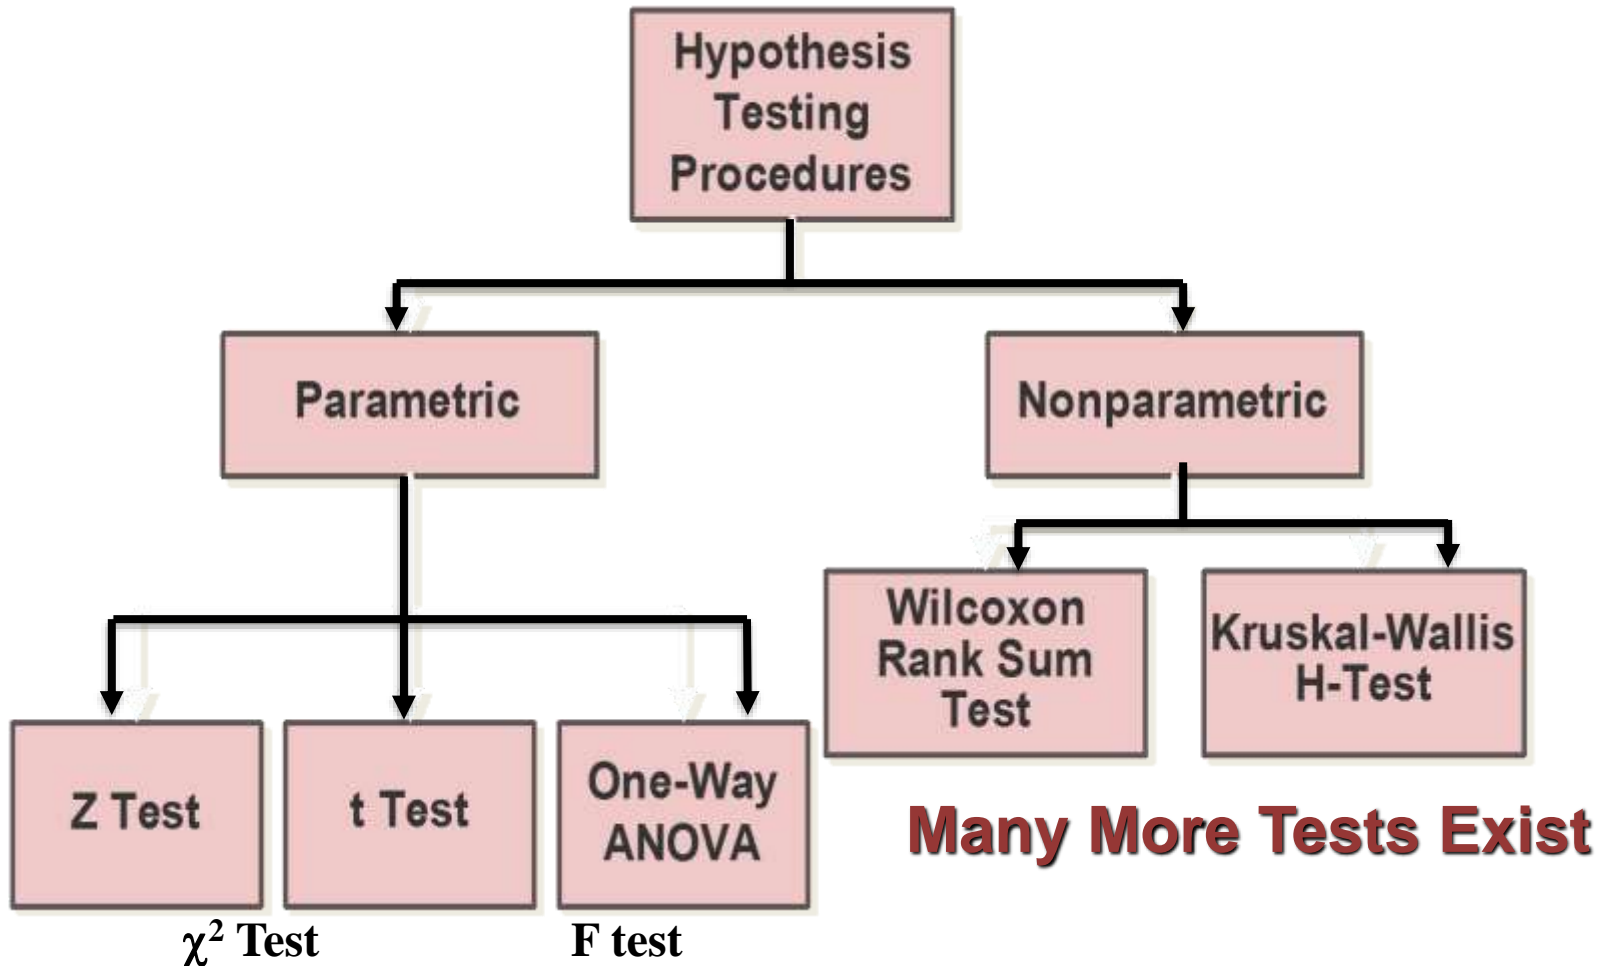 Hypothesis
Testing
Procedures
Parametric
Nonparametric
Wilcoxon
Rank Sum
Test
Kruskal-Wallis
H-Test
Z Test
t Test
One-Way
ANOVA
Many More Tests Exist
χ² Test
F test